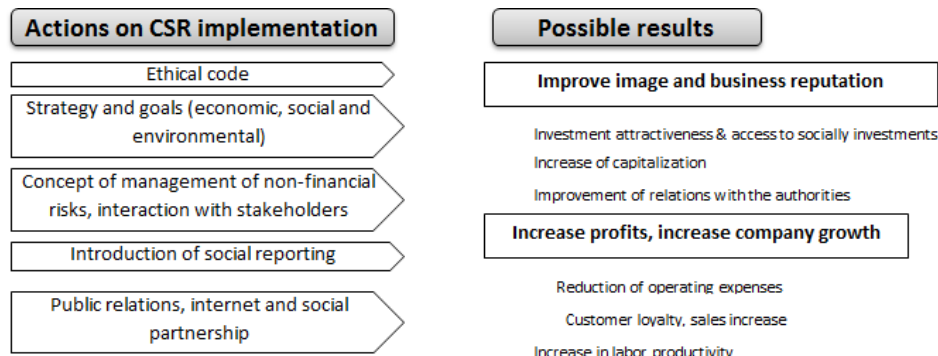 Actions on CSR implementation
Ethical code
Strategy and goals (economic, social and
environmental)
Concept of management of non-financial
risks, interaction with stakeholders
Introduction of social reporting
Public relations, internet and social
partnership
Possible results
Improve image and business reputation
Investment attractiveness & access to socially investments
Increase of capitalization
Improvement of relations with the authorities
Increase profits, increase company growth
Reduction of operating expenses
Customer loyalty, sales increase
Increase in labor productivity